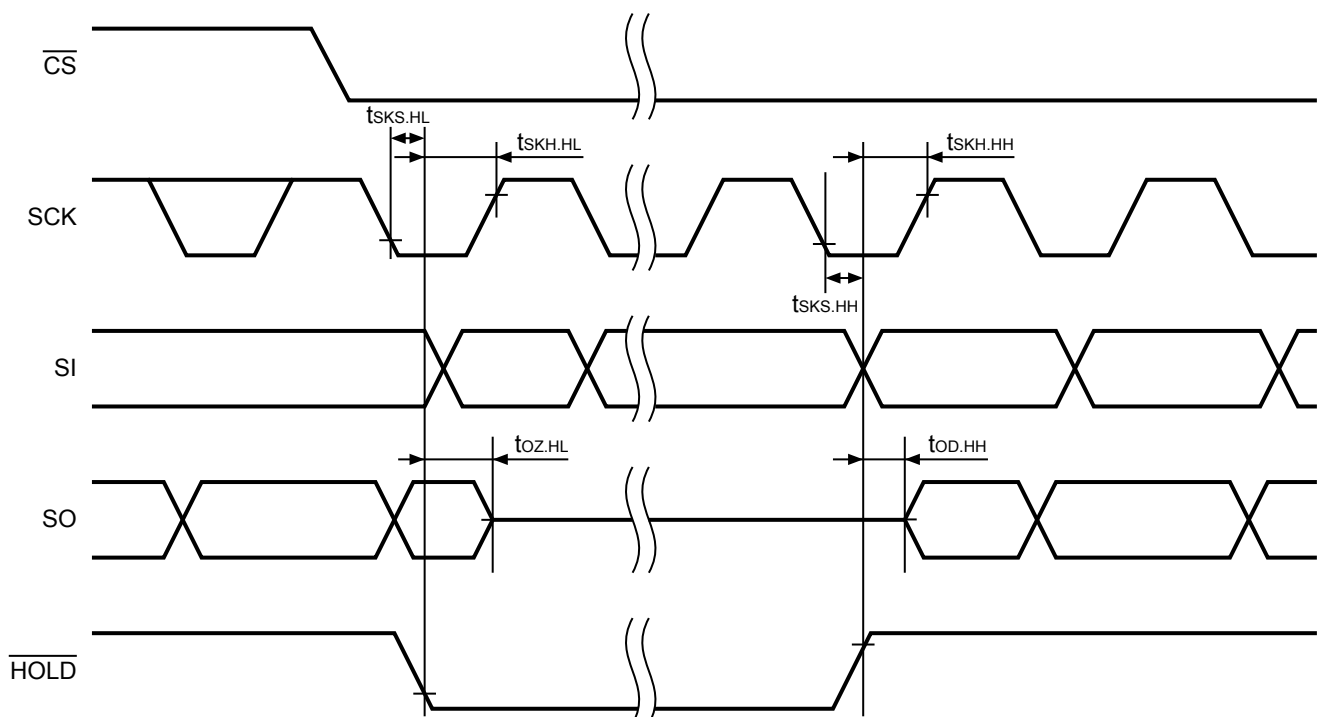 CS
tSKS.HL
tSKH.HL
tSKH.HH
SCK
tSKS.HH
SI
tOZ.HL
tOD.HH
SO
HOLD